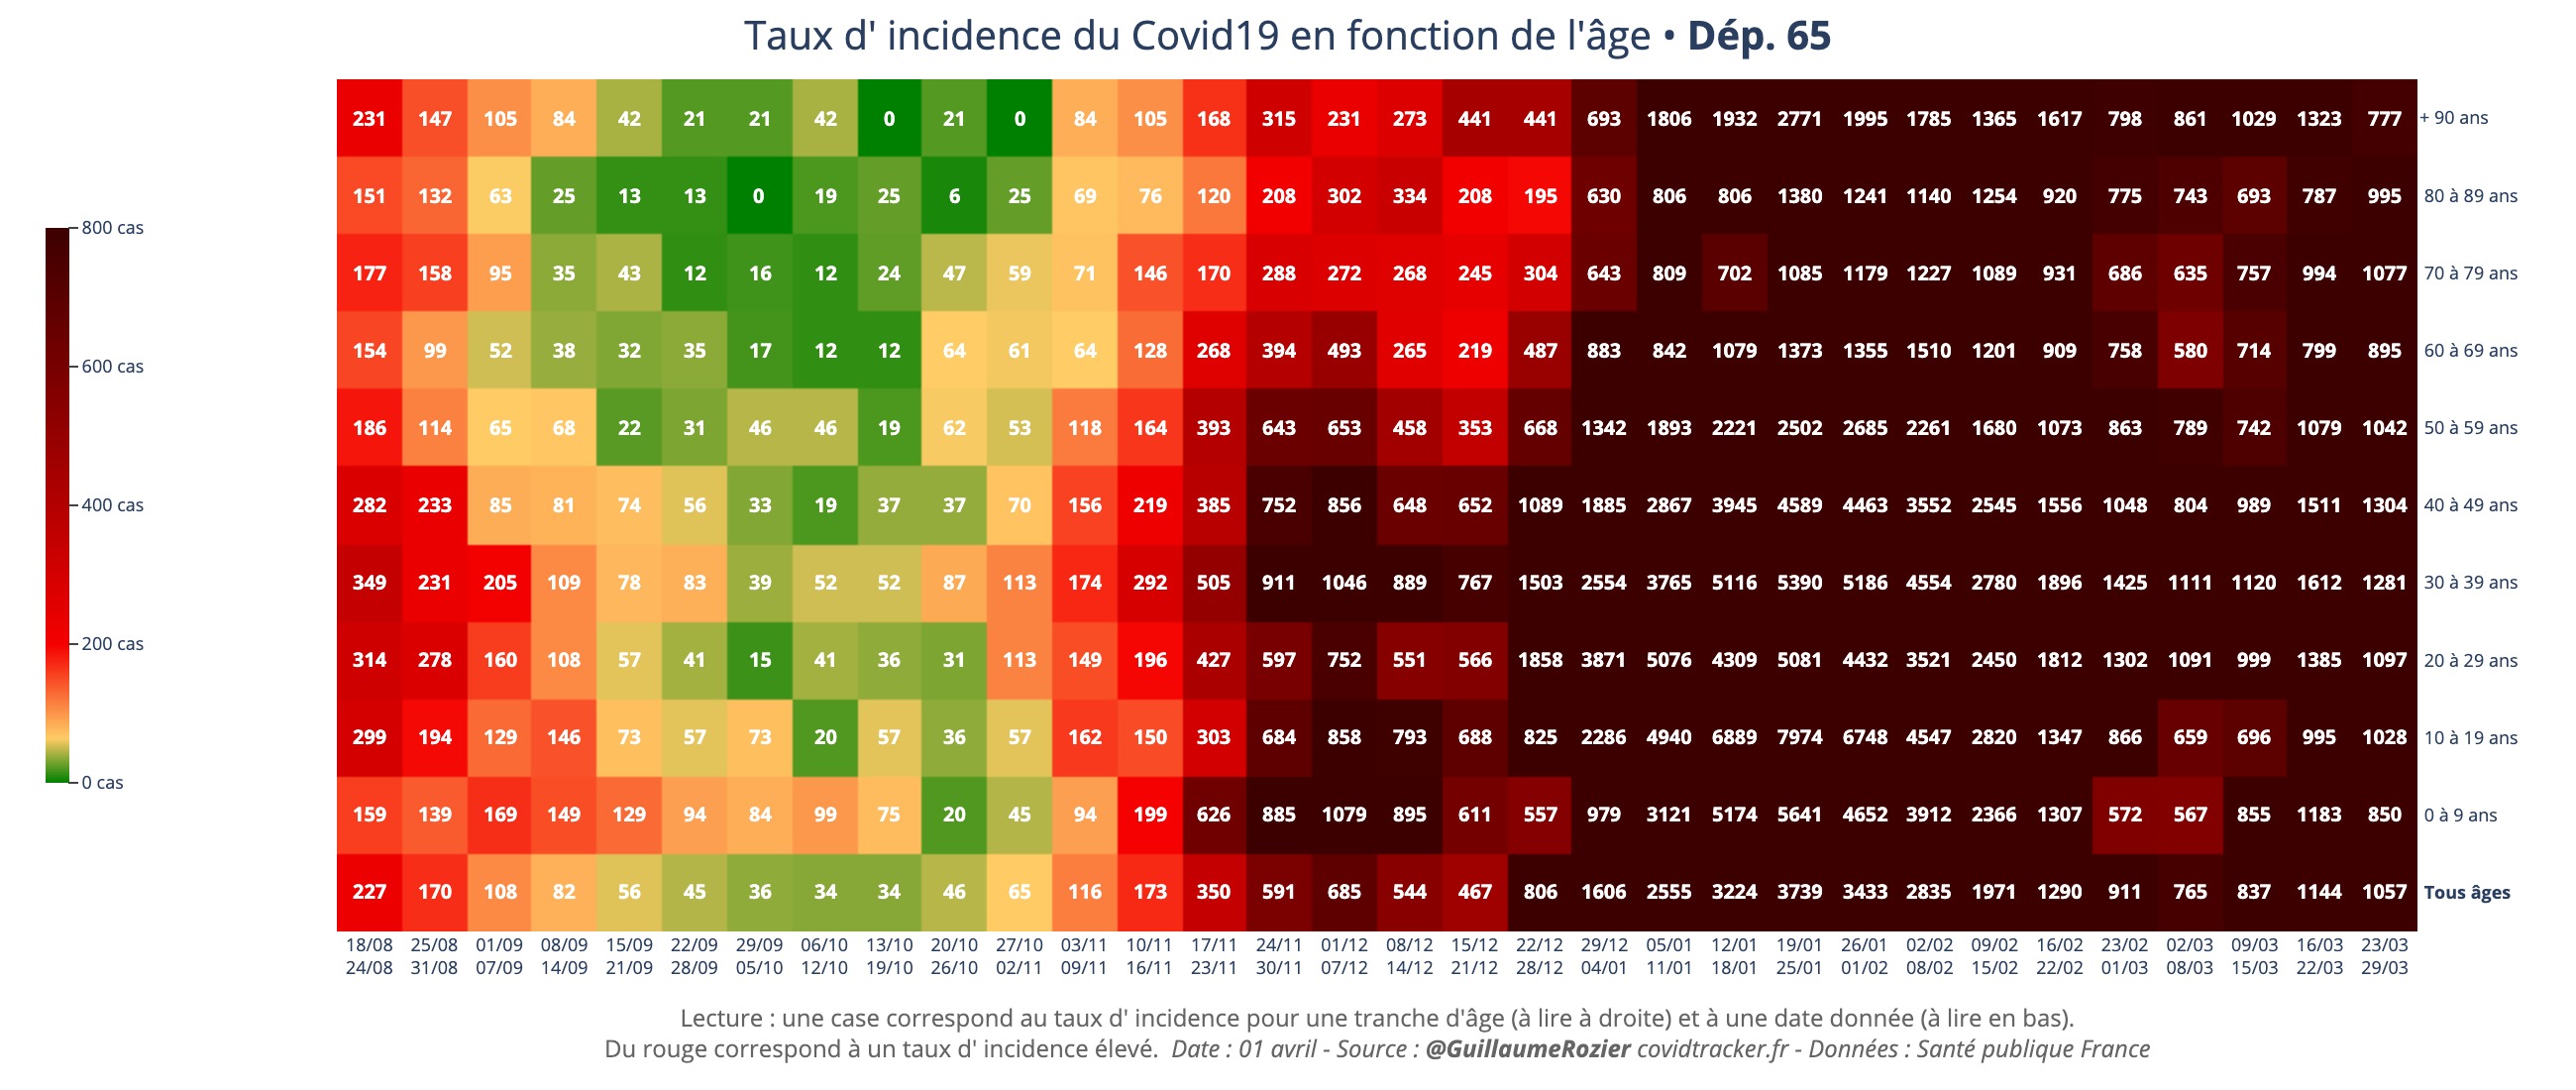 Taux d' incidence du Covid19 en fonction de l'âge • Dép. 65
800 cas
600 cas
400 cas
200 cas
0 cas
231 147 105 84 42 21 21 42 0 21 0 84 105 168 315 231 273 441 441 693 1806 1932 2771 1995 1785 1365 1617 798 861 1029 1323 777 + 90 ans
151 132 63 25 13 13 0 19 25 6 25 69 76 120 208 302 334 208 195 630 806 806 1380 1241 1140 1254 920 775 743 693 787 995 80 à 89 ans
177 158 95 35 43 12 16 12 24 47 59 71 146 170 288 272 268 245 304 643 809 702 1085 1179 1227 1089 931 686 635 757 994 1077 70 à 79 ans
154 99 52 38 32 35 17 12 12 64 61 64 128 268 394 493 265 219 487 883 842 1079 1373 1355 1510 1201 909 758 580 714 799 895 60 à 69 ans
186 114 65 68 22 31 46 46 19 62 53 118 164 393 643 653 458 353 668 1342 1893 2221 2502 2685 2261 1680 1073 863 789 742 1079 1042 50 à 59 ans
282 233 85 81 74 56 33 19 37 37 70 156 219 385 752 856 648 652 1089 1885 2867 3945 4589 4463 3552 2545 1556 1048 804 989 1511 1304 40 à 49 ans
349 231 205 109 78 83 39 52 52 87 113 174 292 505 911 1046 889 767 1503 2554 3765 5116 5390 5186 4554 2780 1896 1425 1111 1120 1612 1281 30 à 39 ans
314 278 160 108 57 41 15 41 36 31 113 149 196 427 597 752 551 566 1858 3871 5076 4309 5081 4432 3521 2450 1812 1302 1091 999 1385 1097 20 à 29 ans
299 194 129 146 73 57 73 20 57 36 57 162 150 303 684 858 793 688 825 2286 4940 6889 7974 6748 4547 2820 1347 866 659 696 995 1028 10 à 19 ans
159 139 169 149 129 94 84 99 75 20 45 94 199 626 885 1079 895 611 557 979 3121 5174 5641 4652 3912 2366 1307 572 567 855 1183 850 0 à 9 ans
227 170 108 82 56 45 36 34 34 46 65 116 173 350 591 685 544 467 806 1606 2555 3224 3739 3433 2835 1971 1290 911 765 837 1144 1057 Tous âges
18/08 25/08 01/09 08/09 15/09 22/09 29/09 06/10 13/10 20/10 27/10 03/11 10/11 17/11 24/11 01/12 08/12 15/12 22/12 29/12 05/01 12/01 19/01 26/01 02/02 09/02 16/02 23/02 02/03 09/03 16/03 23/03
24/08 31/08 07/09 14/09 21/09 28/09 05/10 12/10 19/10 26/10 02/11 09/11 16/11 23/11 30/11 07/12 14/12 21/12 28/12 04/01 11/01 18/01 25/01 01/02 08/02 15/02 22/02 01/03 08/03 15/03 22/03 29/03
Lecture : une case correspond au taux d' incidence pour une tranche d'âge (à lire à droite) et à une date donnée (à lire en bas).
Du rouge correspond à un taux d' incidence élevé. Date : 01 avril - Source : @GuillaumeRozier covidtracker.fr - Données : Santé publique France